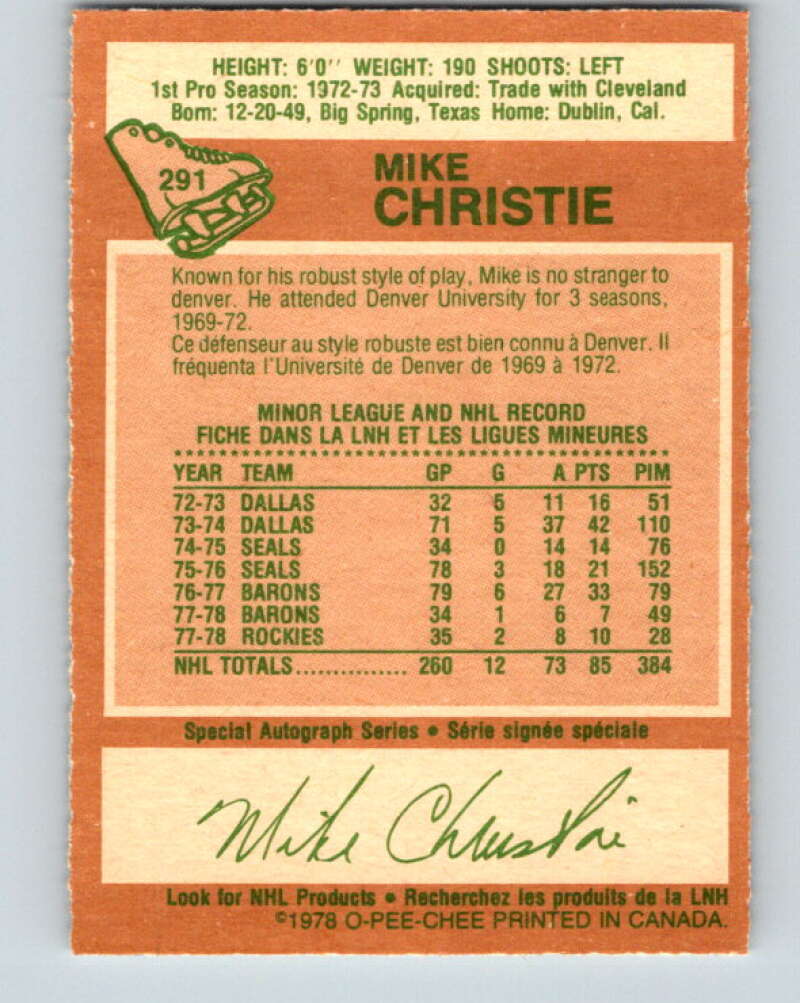 HEIGHT: 6'0'' WEIGHT: 190 SHOOTS: LEFT
1st Pro Season: 1972-73 Acquired: Trade with Cleveland
Born: 12-20-49, Big Spring, Texas Home: Dublin, Cal.
291
MIKE
CHRISTIE
Known for his robust style of play, Mike is no stranger to
denver. He attended Denver University for 3 seasons,
1969-72.
Ce défenseur au style robuste est bien connu à Denver. Il
fréquenta l'Université de Denver de 1969 à 1972.
MINOR LEAGUE AND NHL RECORD
FICHE DANS LA LNH ET LES LIGUES MINEURES
YEAR TEAM GP G A PTS PIM
72-73 DALLAS 32 5 11 16 51
73-74 DALLAS 71 5 37 42 110
74-75 SEALS 34 0 14 14 76
75-76 SEALS 78 3 18 21 152
76-77 BARONS 79 6 27 33 79
77-78 BARONS 34 1 6 7 49
77-78 ROCKIES 35 2 8 10 28
NHL TOTALS............... 260 12 73 85 384
Special Autograph Series • Série signée spéciale
Mike Christie
Look for NHL Products • Recherchez les produits de la LNH
©1978 O-PEE-CHEE PRINTED IN CANADA.